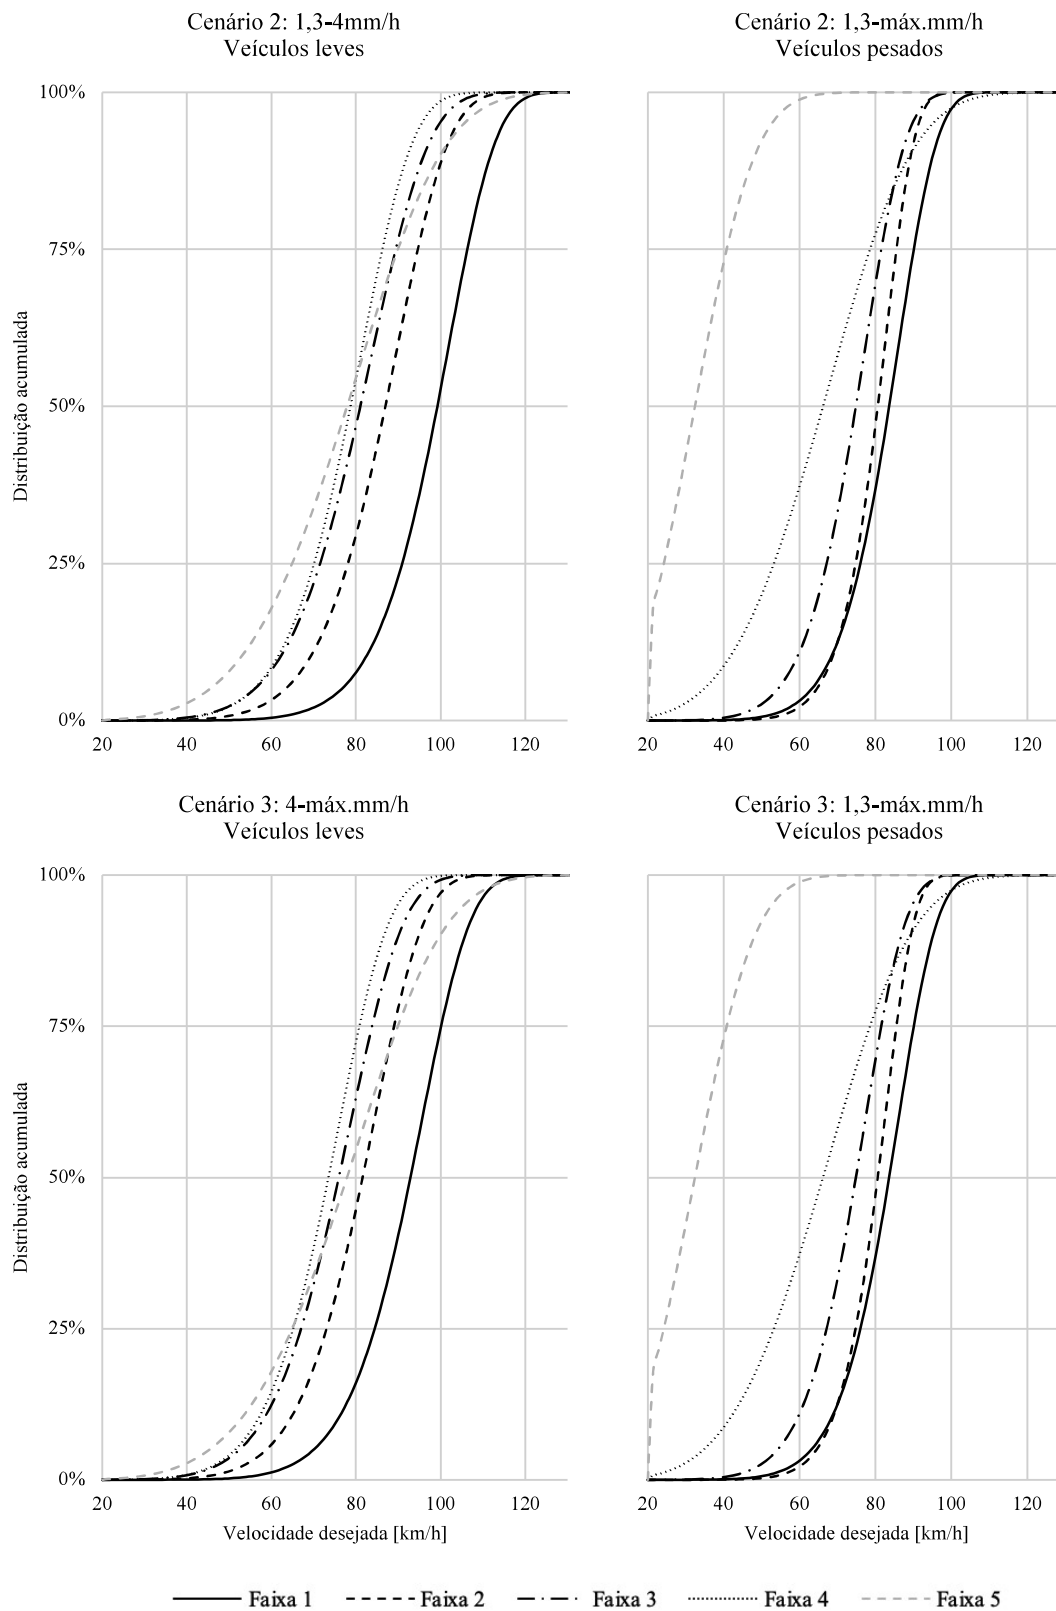 Cenário 2: 1,3-4mm/h
Veículos leves
Cenário 2: 1,3-máx.mm/h
Veículos pesados
Distribuição acumulada
100%
75%
50%
25%
0%
20 40 60 80 100 120
20 40 60 80 100 120
Cenário 3: 4-máx.mm/h
Veículos leves
Cenário 3: 1,3-máx.mm/h
Veículos pesados
Distribuição acumulada
100%
75%
50%
25%
0%
20 40 60 80 100 120
Velocidade desejada [km/h]
20 40 60 80 100 120
Velocidade desejada [km/h]
Faixa 1 Faixa 2 Faixa 3 Faixa 4 Faixa 5